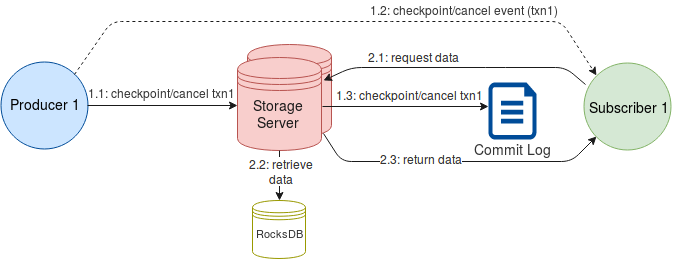 1.2: checkpoint/cancel event (txn1)
2.1: request data
Producer 1
1.1: checkpoint/cancel txn1
Storage
Server
1.3: checkpoint/cancel txn1
Commit Log
Subscriber 1
2.2: retrieve
data
2.3: return data
RocksDB